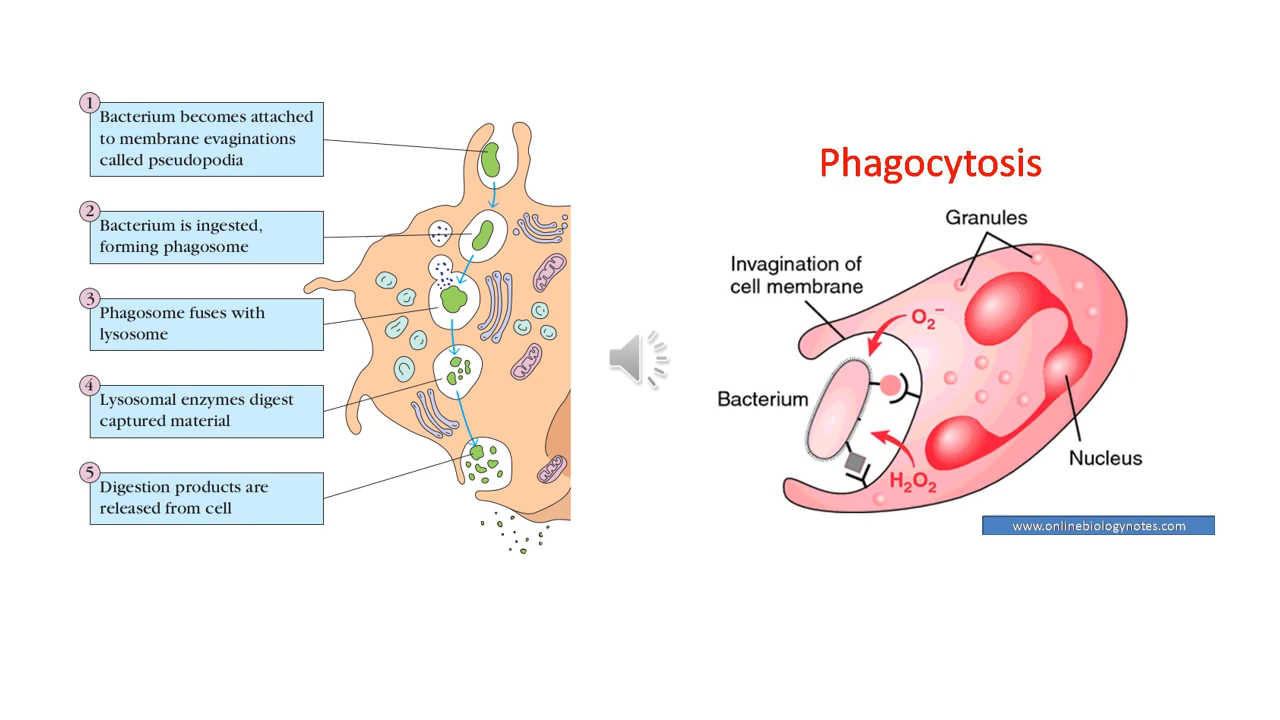 1
Bacterium becomes attached
to membrane evaginations
called pseudopodia
2
Bacterium is ingested,
forming phagosome
3
Phagosome fuses with
lysosome
4
Lysosomal enzymes digest
captured material
5
Digestion products are
released from cell
Phagocytosis
Granules
Invagination of
cell membrane
O₂⁻
Bacterium
H₂O₂
Nucleus
www.onlinebiologynotes.com